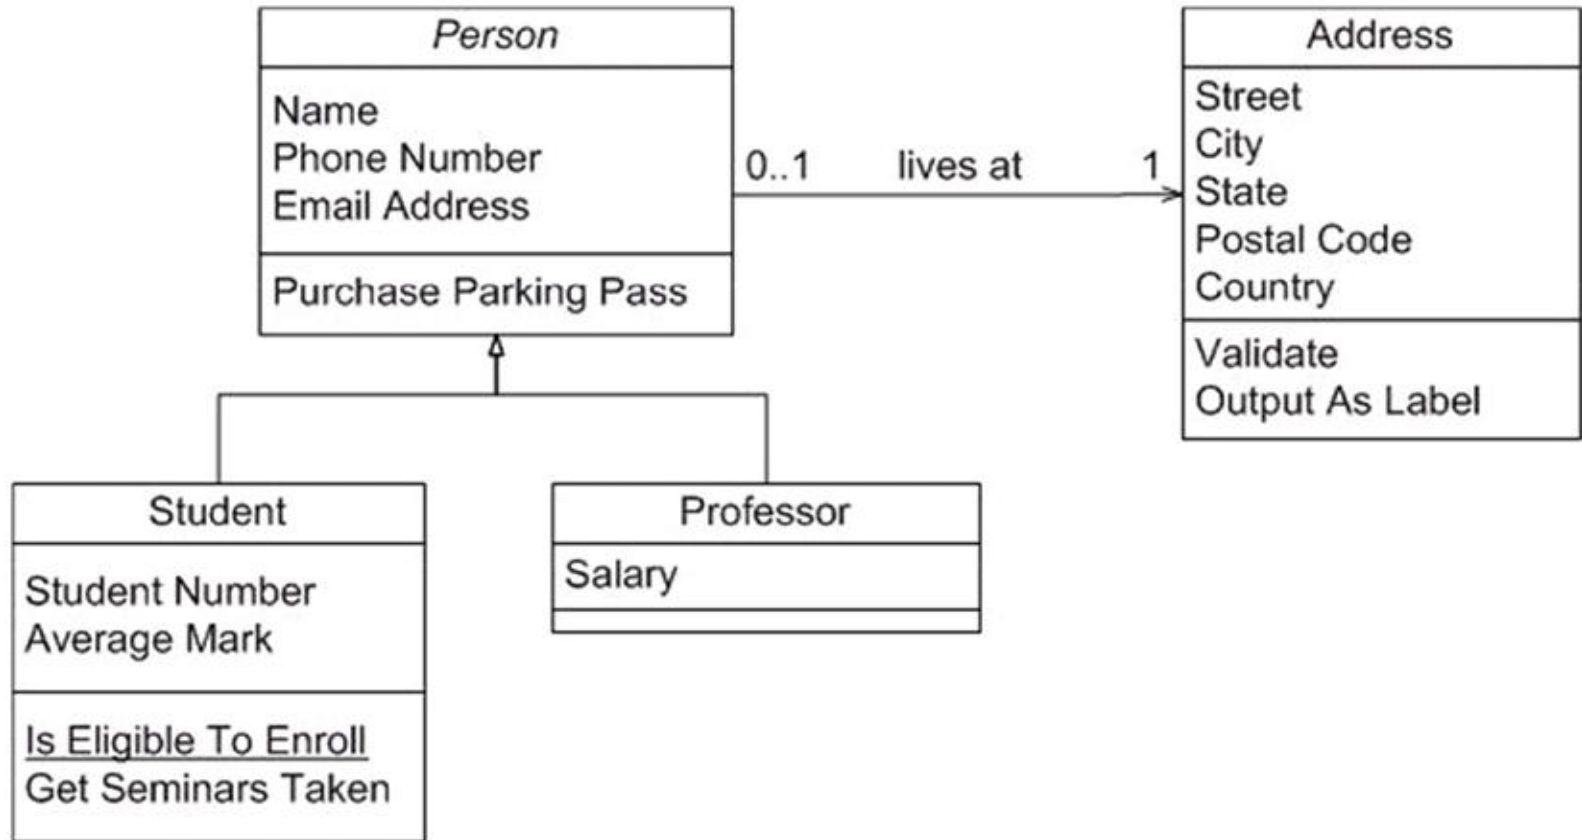 Person
Name
Phone Number
Email Address
Purchase Parking Pass
0..1 lives at 1
Address
Street
City
State
Postal Code
Country
Validate
Output As Label
Student
Student Number
Average Mark
Is Eligible To Enroll
Get Seminars Taken
Professor
Salary